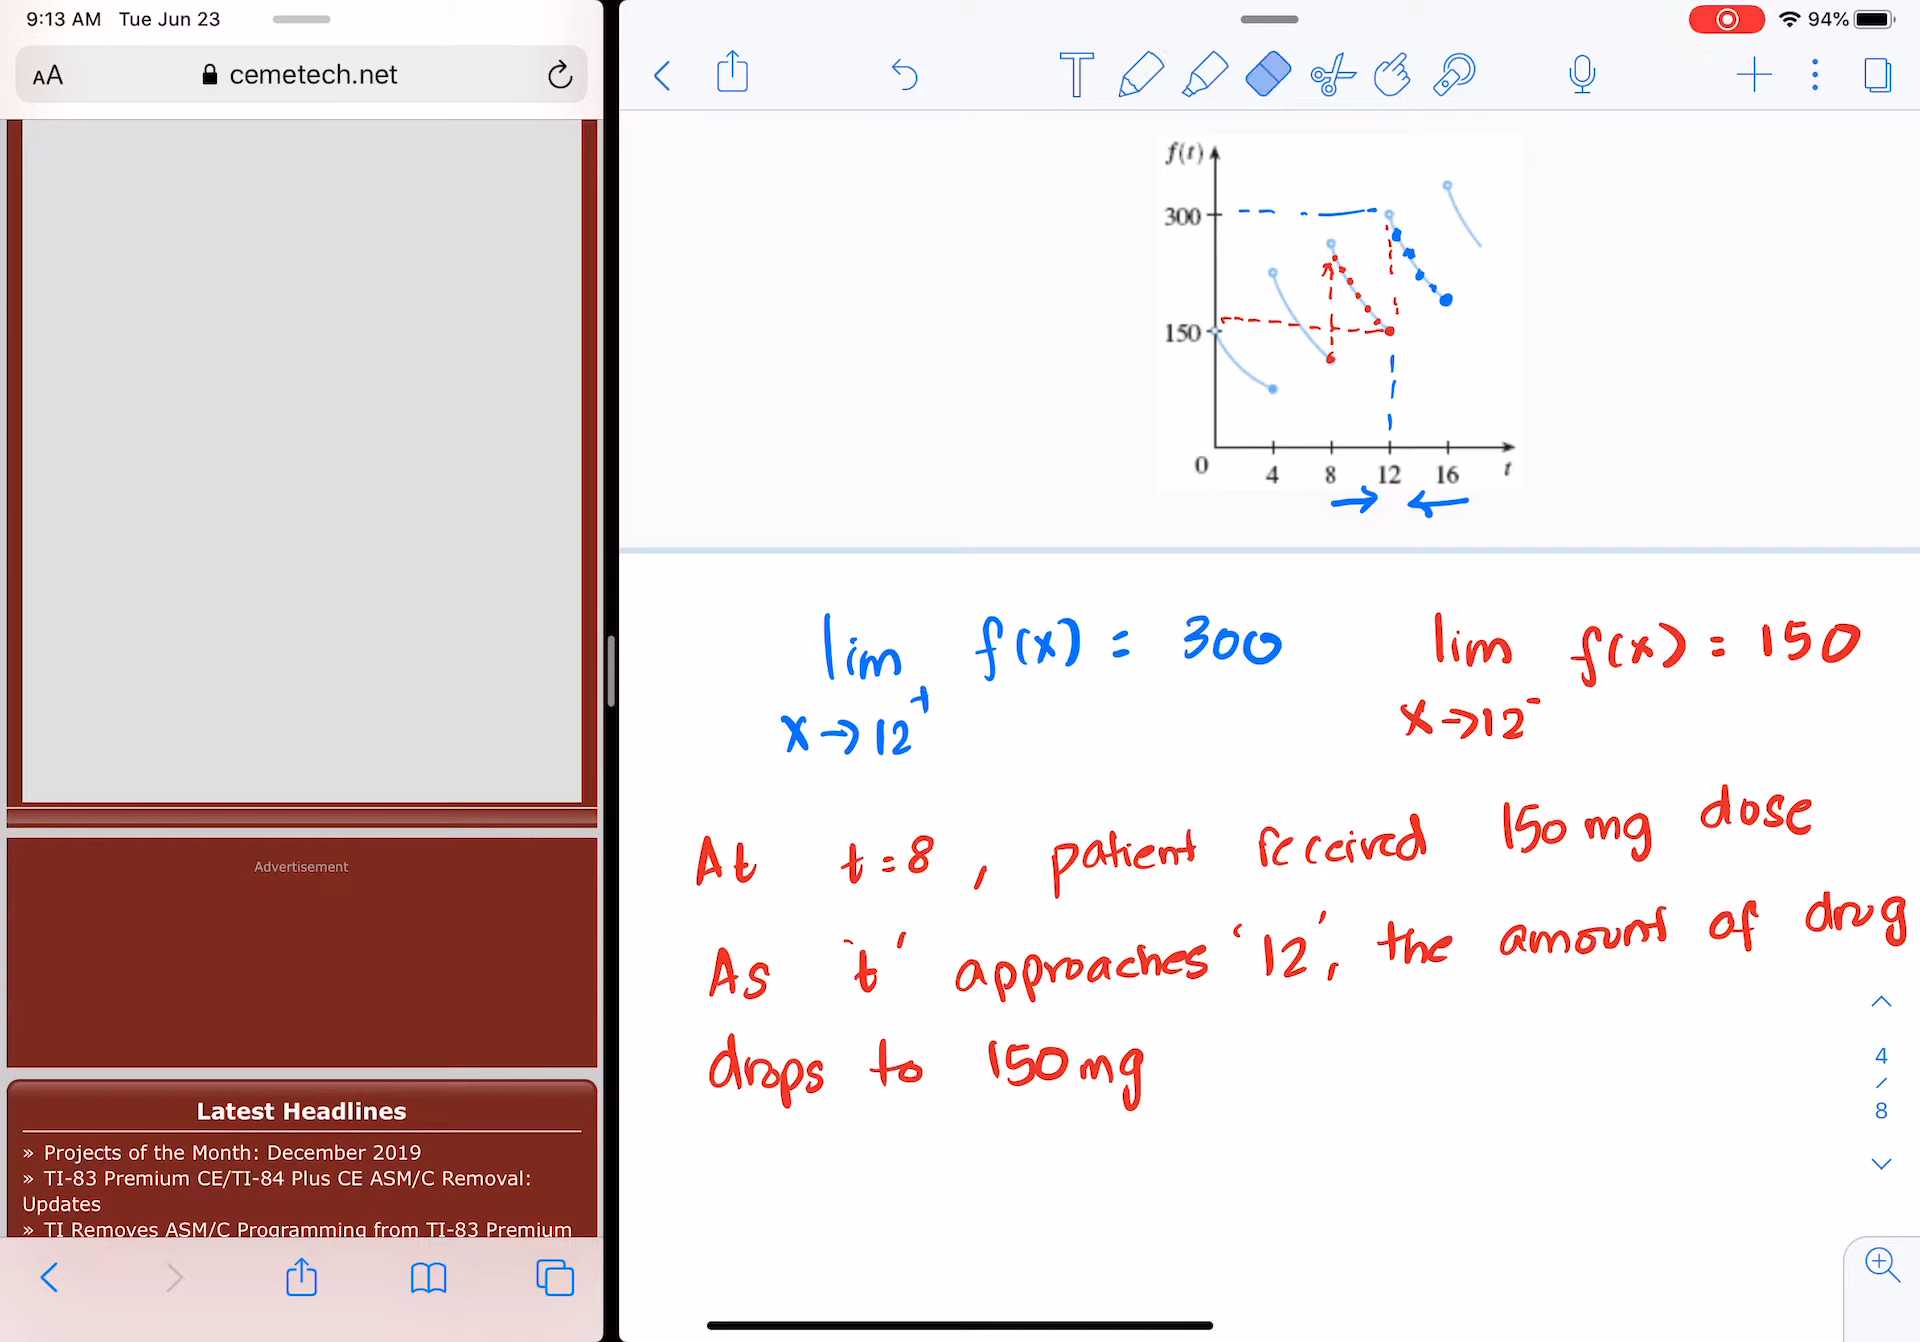 9:13 AM Tue Jun 23
94%
AA cemetech.net
Advertisement
Latest Headlines
» Projects of the Month: December 2019
» TI-83 Premium CE/TI-84 Plus CE ASM/C Removal:
Updates
» TI Removes ASM/C Programming from TI-83 Premium
T
f(t)
300
150
0 4 8 12 16 t
lim f(x) = 300
x→12⁺
lim f(x) = 150
x→12⁻
At t=8, patient received 150 mg dose
As 't' approaches '12', the amount of drug
drops to 150 mg
4
/
8